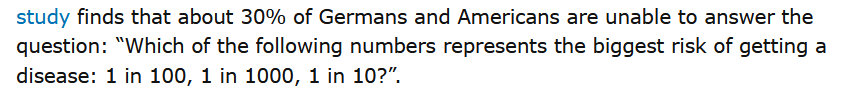 study finds that about 30% of Germans and Americans are unable to answer the
question: “Which of the following numbers represents the biggest risk of getting a
disease: 1 in 100, 1 in 1000, 1 in 10?”.